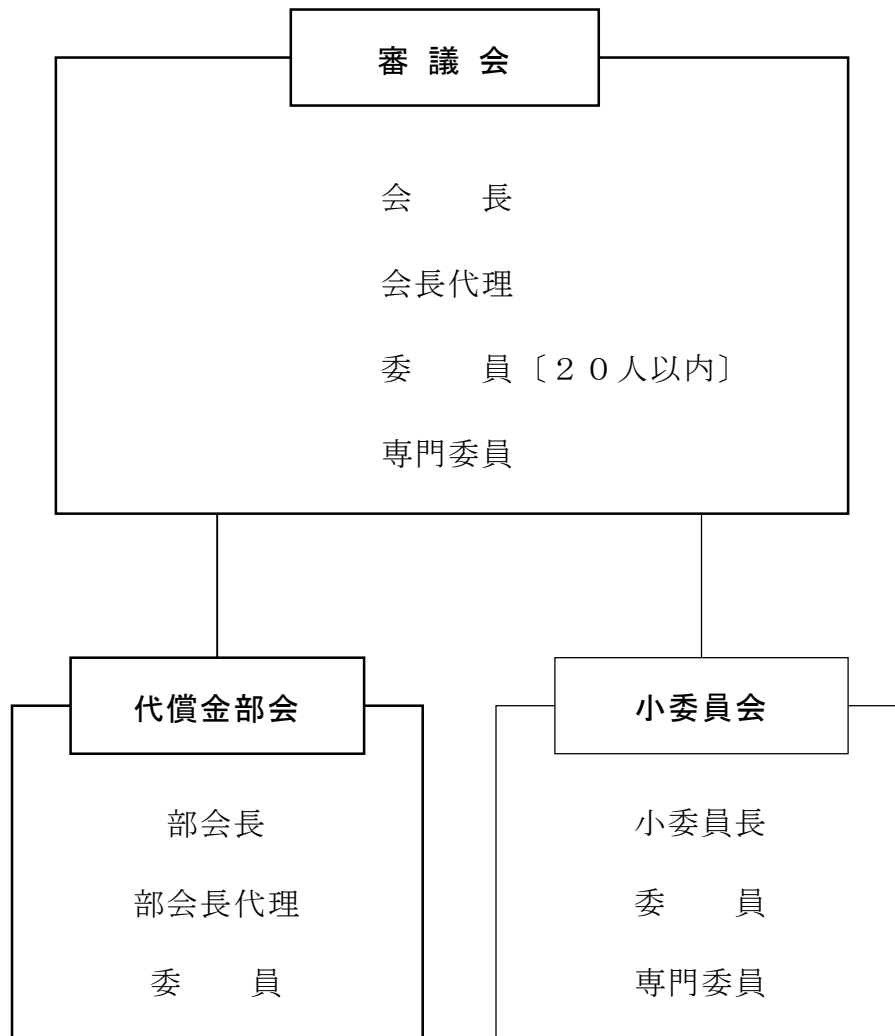 審 議 会
会　　長
会長代理
委　　員〔２０人以内〕
専門委員
代償金部会
部会長
部会長代理
委　　員
小委員会
小委員長
委　　員
専門委員